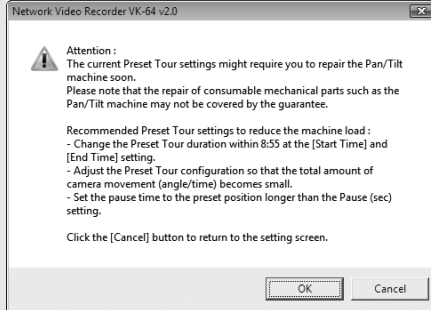 Network Video Recorder VK-64 v2.0
Attention :
The current Preset Tour settings might require you to repair the Pan/Tilt
machine soon.
Please note that the repair of consumable mechanical parts such as the
Pan/Tilt machine may not be covered by the guarantee.
Recommended Preset Tour settings to reduce the machine load :
- Change the Preset Tour duration within 8:55 at the [Start Time] and
[End Time] setting.
- Adjust the Preset Tour configuration so that the total amount of
camera movement (angle/time) becomes small.
- Set the pause time to the preset position longer than the Pause (sec)
setting.
Click the [Cancel] button to return to the setting screen.
OK
Cancel